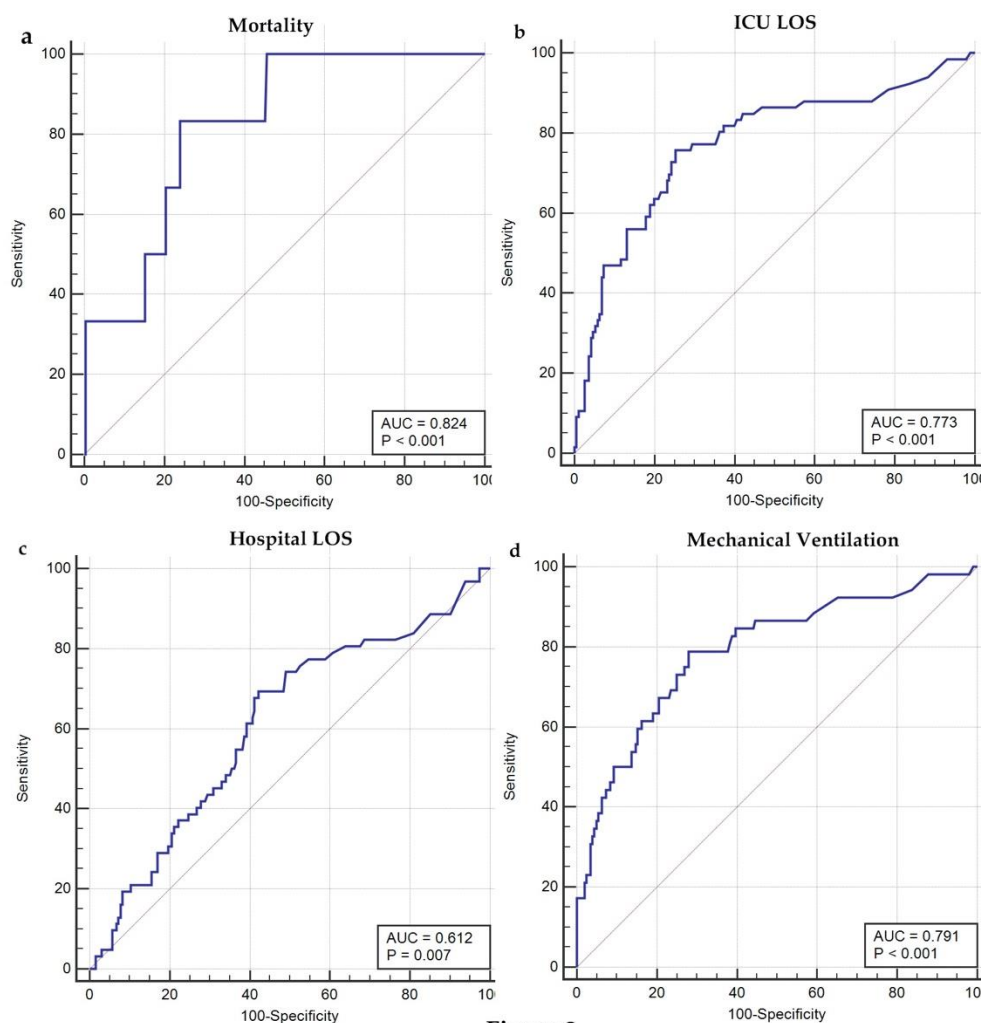 a
Mortality
100
80
60
40
20
0
Sensitivity
AUC = 0.824
P < 0.001
0 20 40 60 80 100
100-Specificity
b
ICU LOS
100
80
60
40
20
0
Sensitivity
AUC = 0.773
P < 0.001
0 20 40 60 80 100
100-Specificity
c
Hospital LOS
100
80
60
40
20
0
Sensitivity
AUC = 0.612
P = 0.007
0 20 40 60 80 10
100-Specificity
d
Mechanical Ventilation
100
80
60
40
20
0
Sensitivity
AUC = 0.791
P < 0.001
0 20 40 60 80 100
100-Specificity